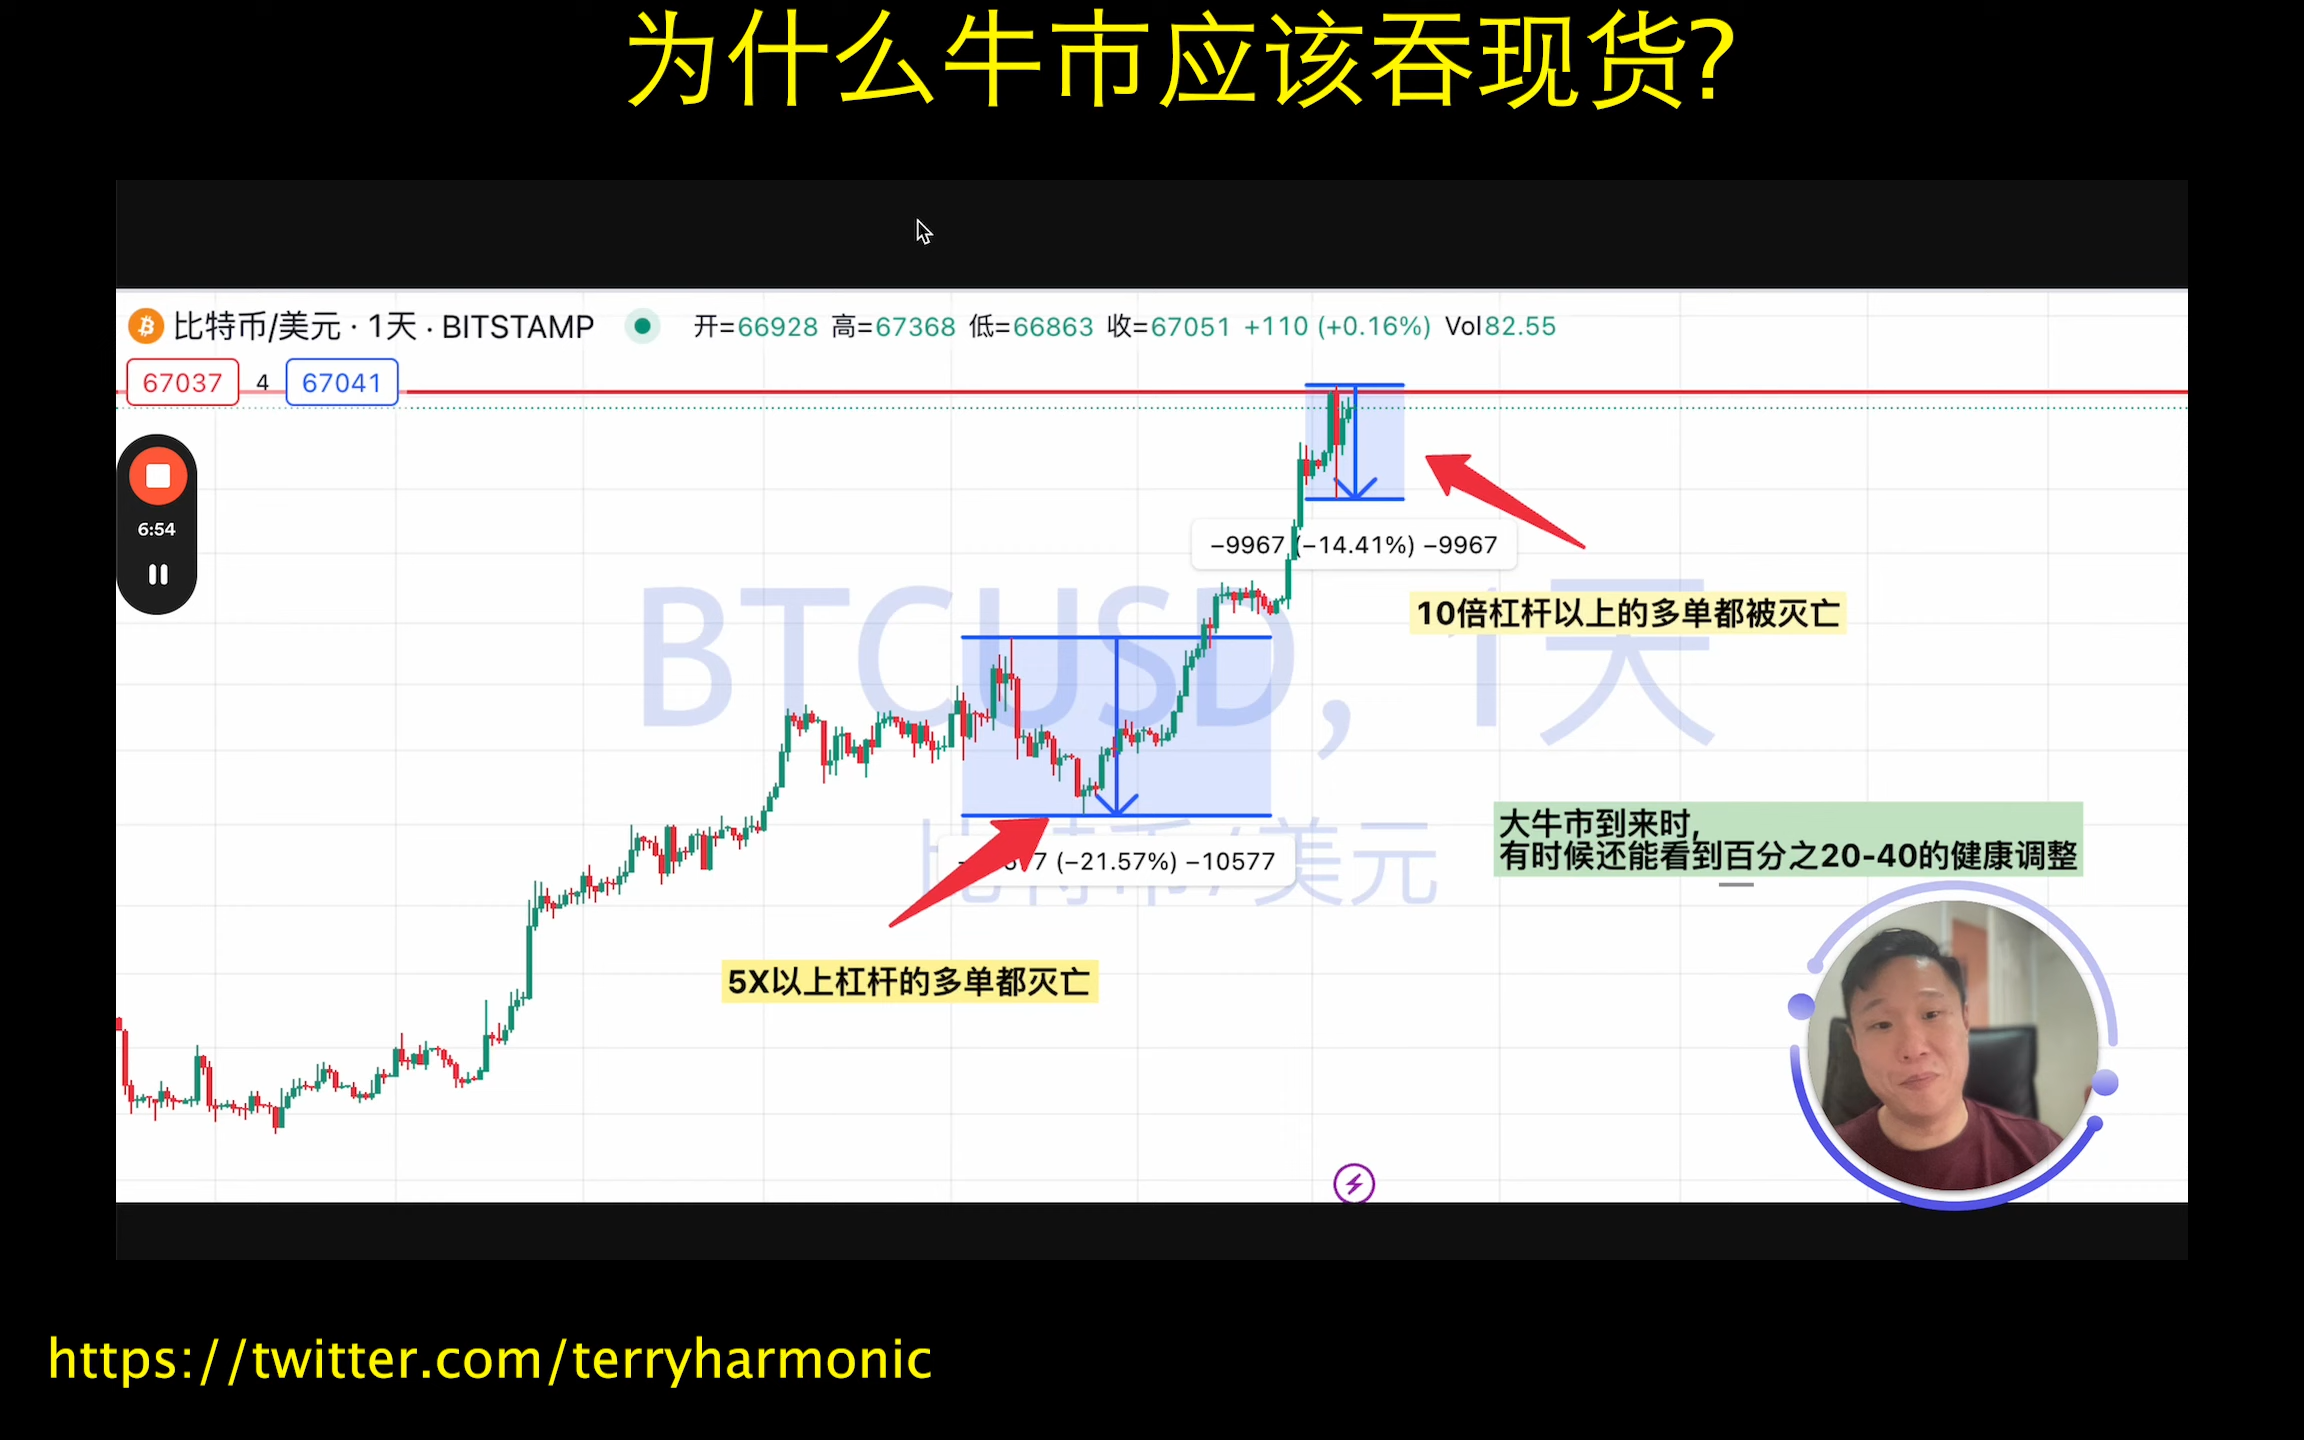 为什么牛市应该吞现货?
比特币/美元 · 1天 · BITSTAMP 开=66928 高=67368 低=66863 收=67051 +110 (+0.16%) Vol82.55
67037 4 67041
6:54
−9967 (−14.41%) −9967
BTCUSD, 1天
10倍杠杆以上的多单都被灭亡
比特币/美元
(−21.57%) −10577
大牛市到来时,
有时候还能看到百分之20-40的健康调整
5X以上杠杆的多单都灭亡
https://twitter.com/terryharmonic